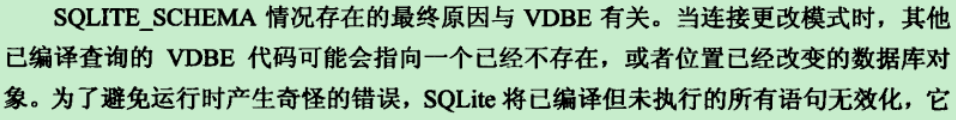 SQLITE_SCHEMA 情况存在的最终原因与 VDBE 有关。当连接更改模式时，其他
已编译查询的 VDBE 代码可能会指向一个已经不存在，或者位置已经改变的数据库对
象。为了避免运行时产生奇怪的错误，SQLite 将已编译但未执行的所有语句无效化，它